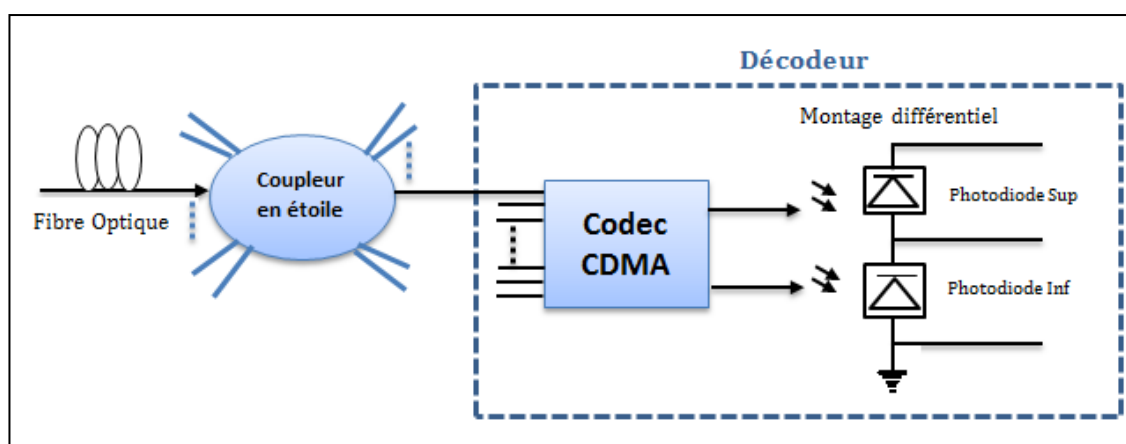 Décodeur
Montage différentiel
Coupleur
en étoile
Fibre Optique
Codec
CDMA
Photodiode Sup
Photodiode Inf